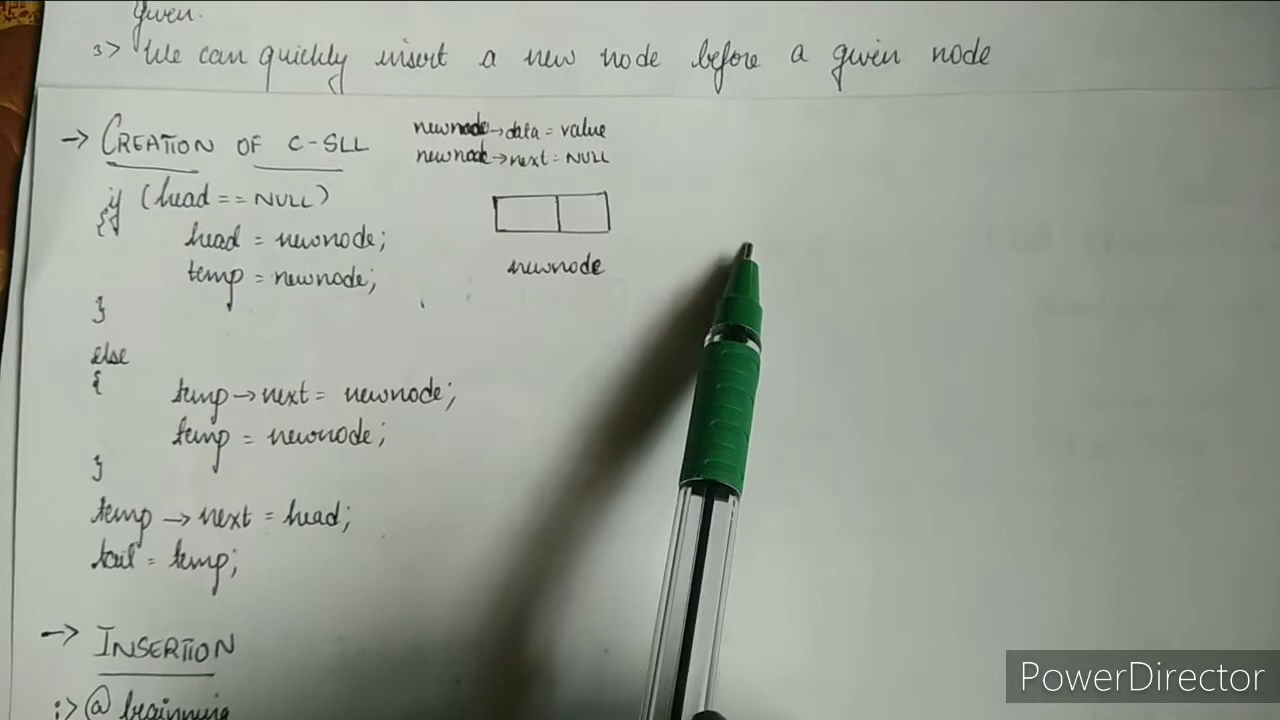 given.
3> We can quickly insert a new node before a given node
→ CREATION OF C-SLL
newnode→data = value
newnode→next = NULL
if (head == NULL)
{
head = newnode;
temp = newnode;
newnode
}
else
{
temp→next = newnode;
temp = newnode;
}
temp → next = head;
tail = temp;
→ INSERTION
i> @ beginning
PowerDirector